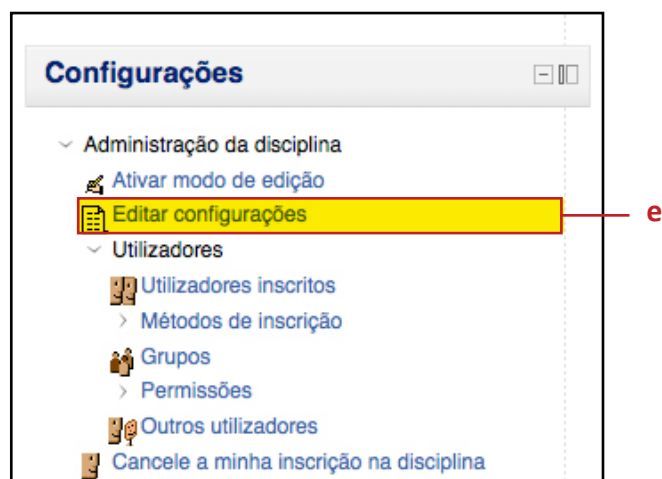 Configurações
Administração da disciplina
Ativar modo de edição
Editar configurações
e
Utilizadores
Utilizadores inscritos
Métodos de inscrição
Grupos
Permissões
Outros utilizadores
Cancele a minha inscrição na disciplina